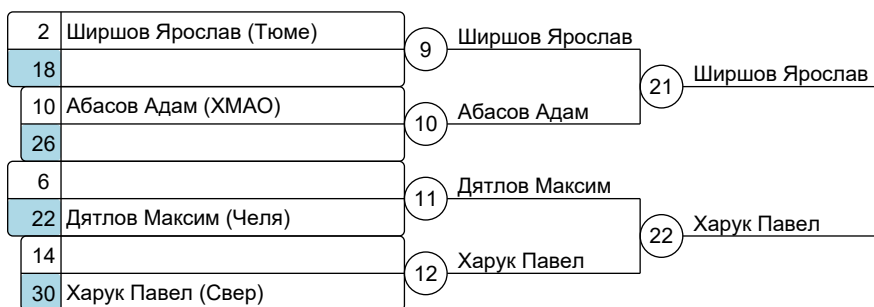 2 Ширшов Ярослав (Тюме)
18
10 Абасов Адам (ХМАО)
26
6
22 Дятлов Максим (Челя)
14
30 Харук Павел (Свер)
9 Ширшов Ярослав
10 Абасов Адам
11 Дятлов Максим
12 Харук Павел
21 Ширшов Ярослав
22 Харук Павел